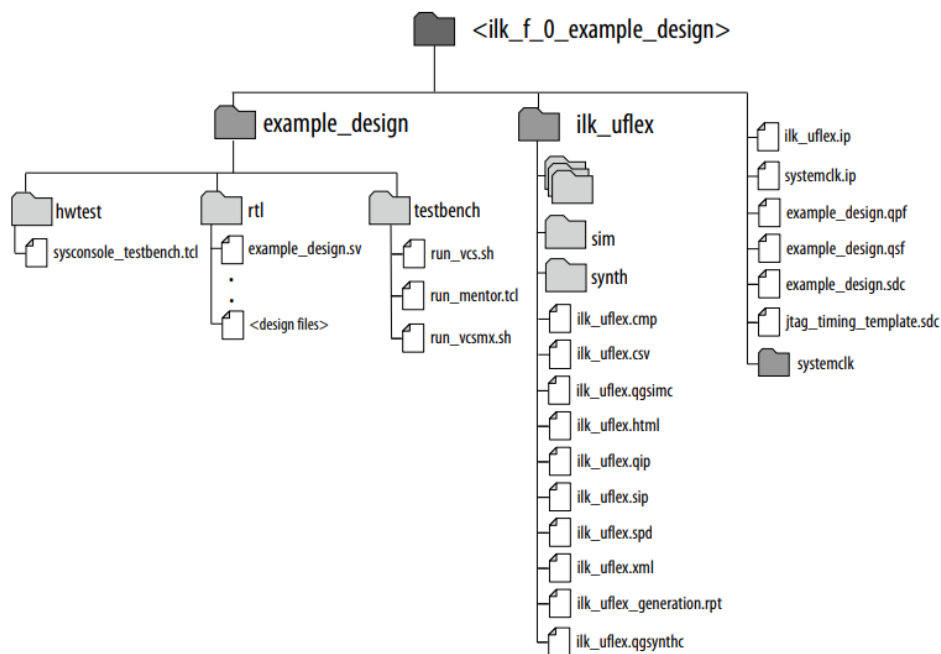 <ilk_f_0_example_design>
example_design
hwtest
sysconsole_testbench.tcl
rtl
example_design.sv
.
.
<design files>
testbench
run_vcs.sh
run_mentor.tcl
run_vcsmx.sh
ilk_uflex
sim
synth
ilk_uflex.cmp
ilk_uflex.csv
ilk_uflex.qgsimc
ilk_uflex.html
ilk_uflex.qip
ilk_uflex.sip
ilk_uflex.spd
ilk_uflex.xml
ilk_uflex_generation.rpt
ilk_uflex.qgsynthc
ilk_uflex.ip
systemclk.ip
example_design.qpf
example_design.qsf
example_design.sdc
jtag_timing_template.sdc
systemclk